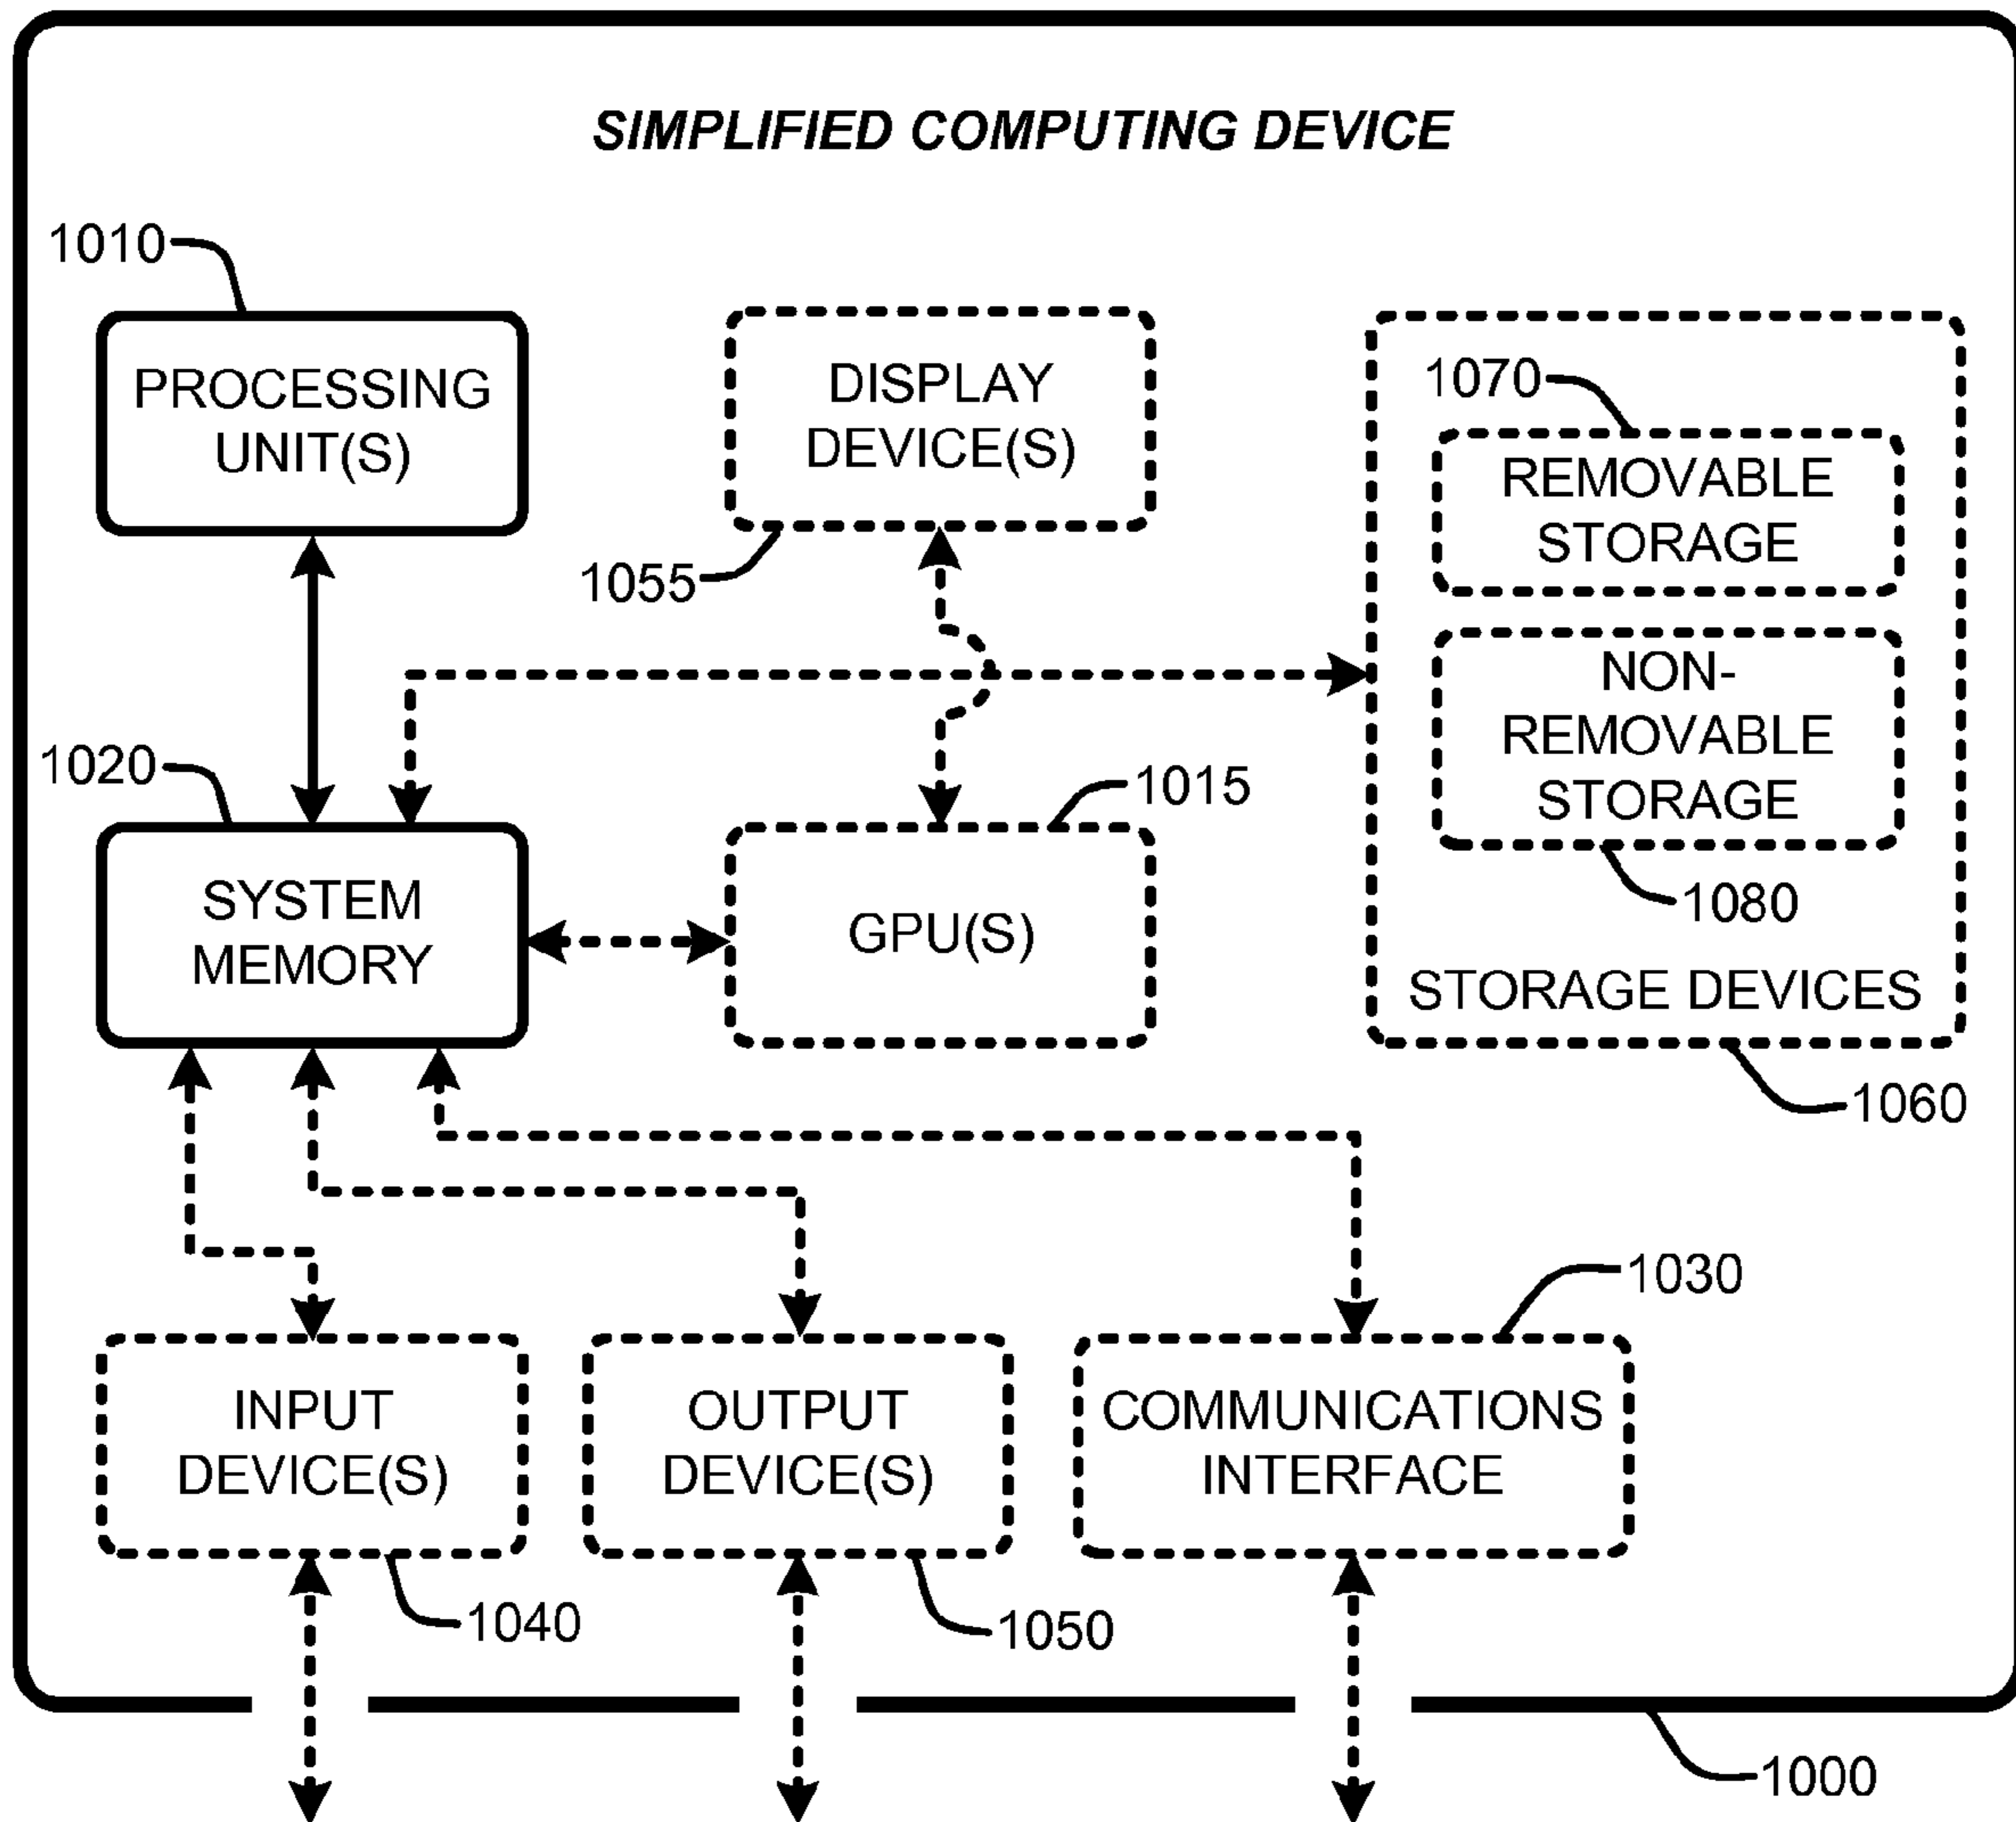 SIMPLIFIED COMPUTING DEVICE
1010
PROCESSING
UNIT(S)
DISPLAY
DEVICE(S)
1055
1070
REMOVABLE
STORAGE
NON-
REMOVABLE
STORAGE
1080
STORAGE DEVICES
1060
1020
SYSTEM
MEMORY
1015
GPU(S)
1030
INPUT
DEVICE(S)
1040
OUTPUT
DEVICE(S)
1050
COMMUNICATIONS
INTERFACE
1000